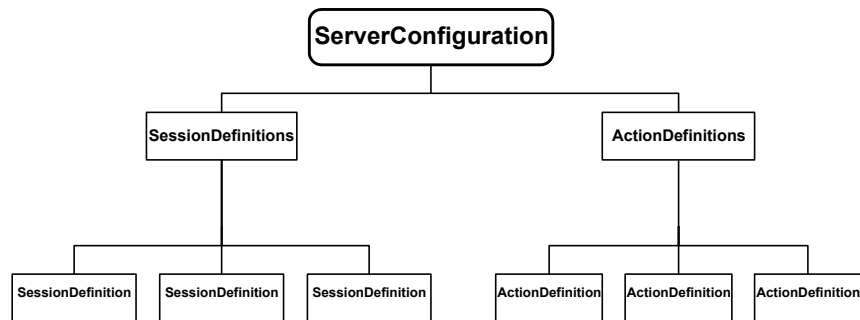 ServerConfiguration
SessionDefinitions
ActionDefinitions
SessionDefinition
SessionDefinition
SessionDefinition
ActionDefinition
ActionDefinition
ActionDefinition